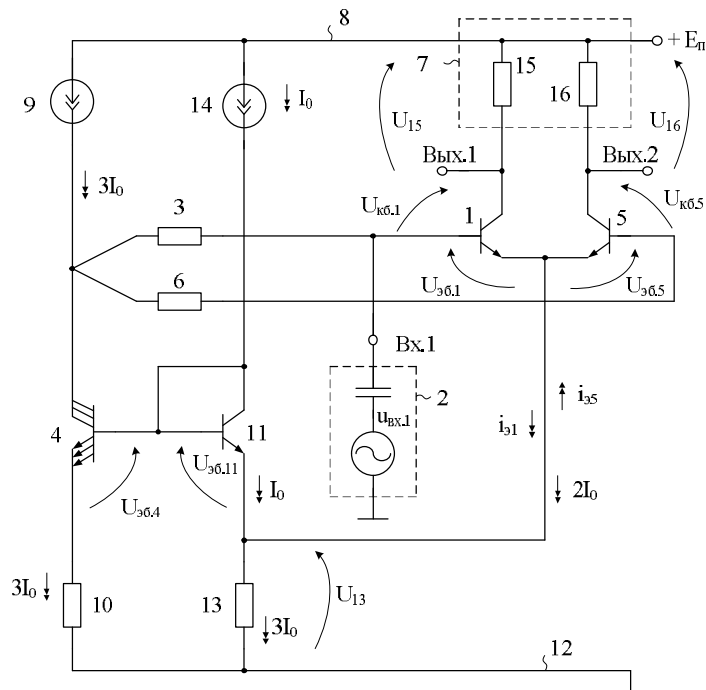 8
+ Eп
7
15
9
14
I₀
16
U₁₅
U₁₆
Вых.1
Вых.2
3I₀
3
Uкб.1
1
5
Uкб.5
6
Uэб.1
Uэб.5
Вх.1
2
iэ5
uвх.1
4
11
iэ1
Uэб.11
Uэб.4
I₀
2I₀
3I₀
10
13
U₁₃
3I₀
12